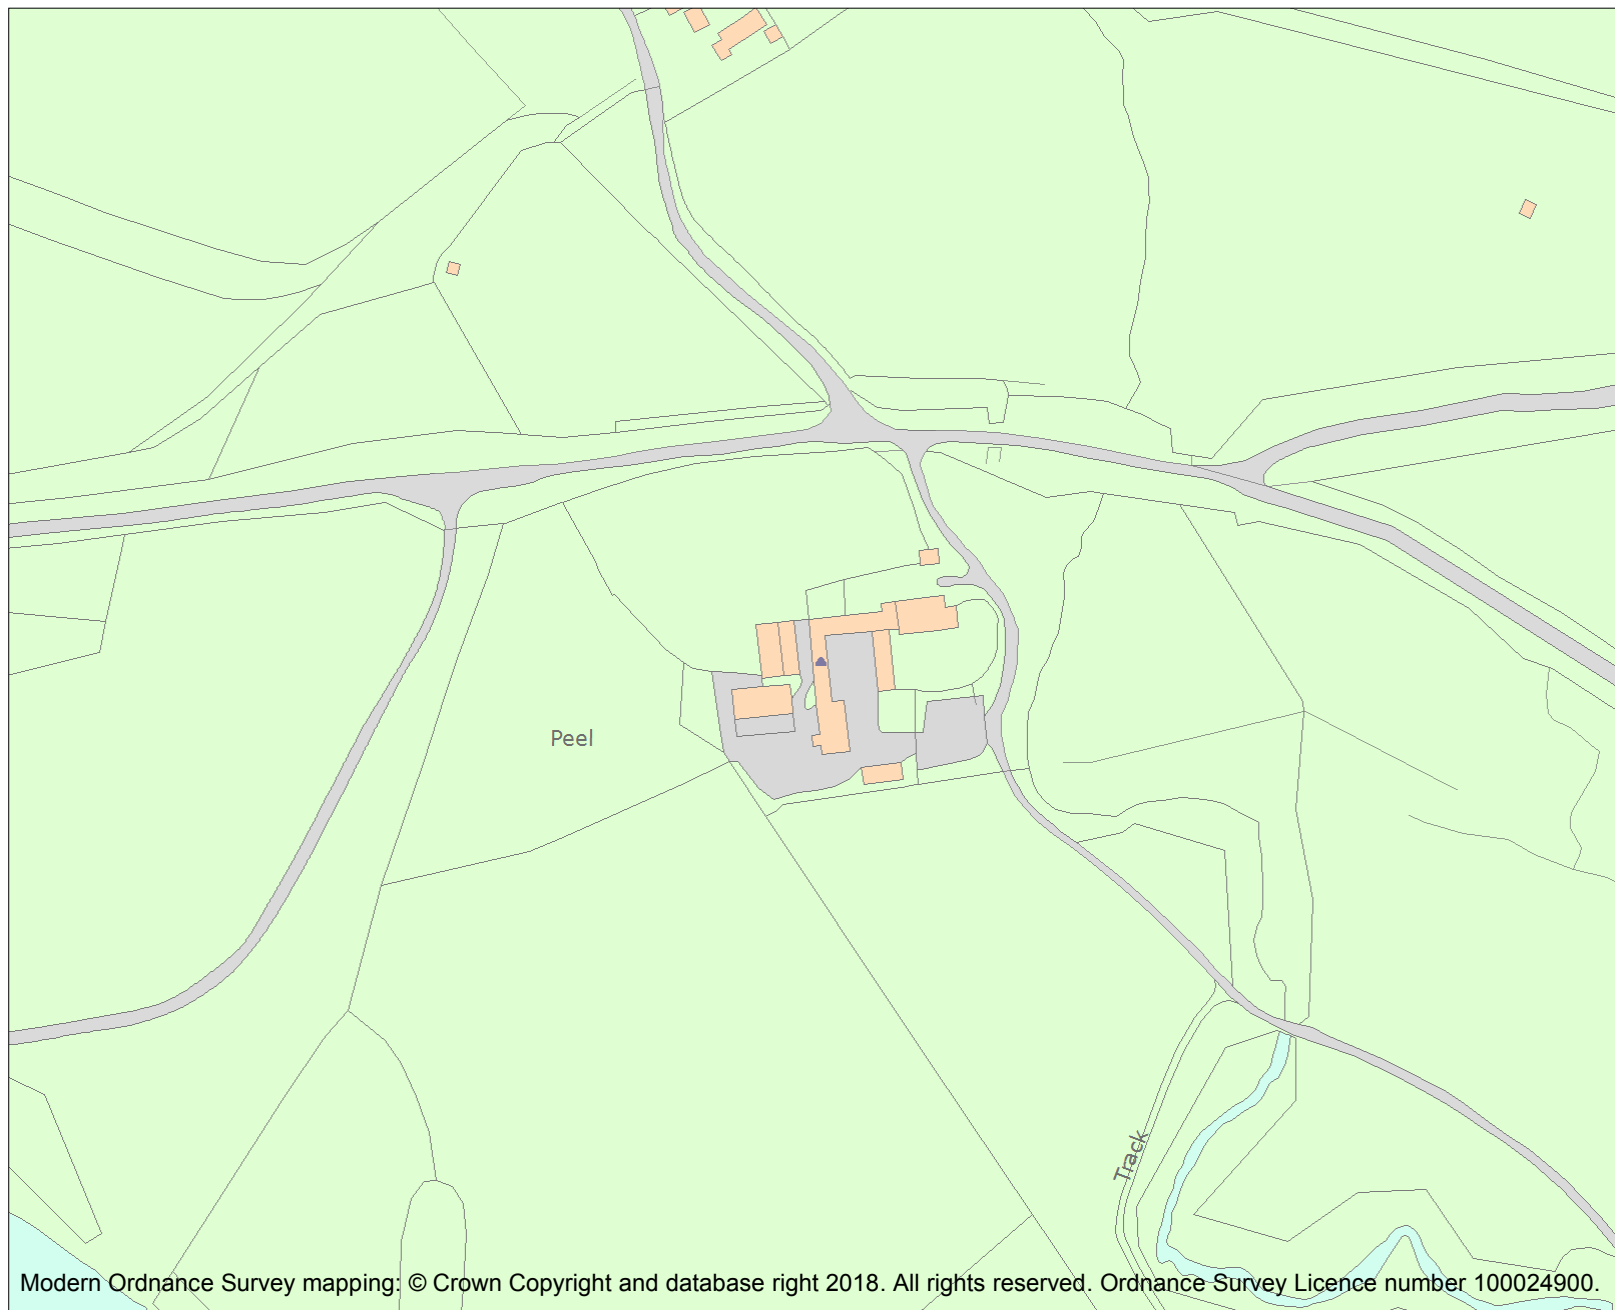 Peel
Track
Modern Ordnance Survey mapping: © Crown Copyright and database right 2018. All rights reserved. Ordnance Survey Licence number 100024900.